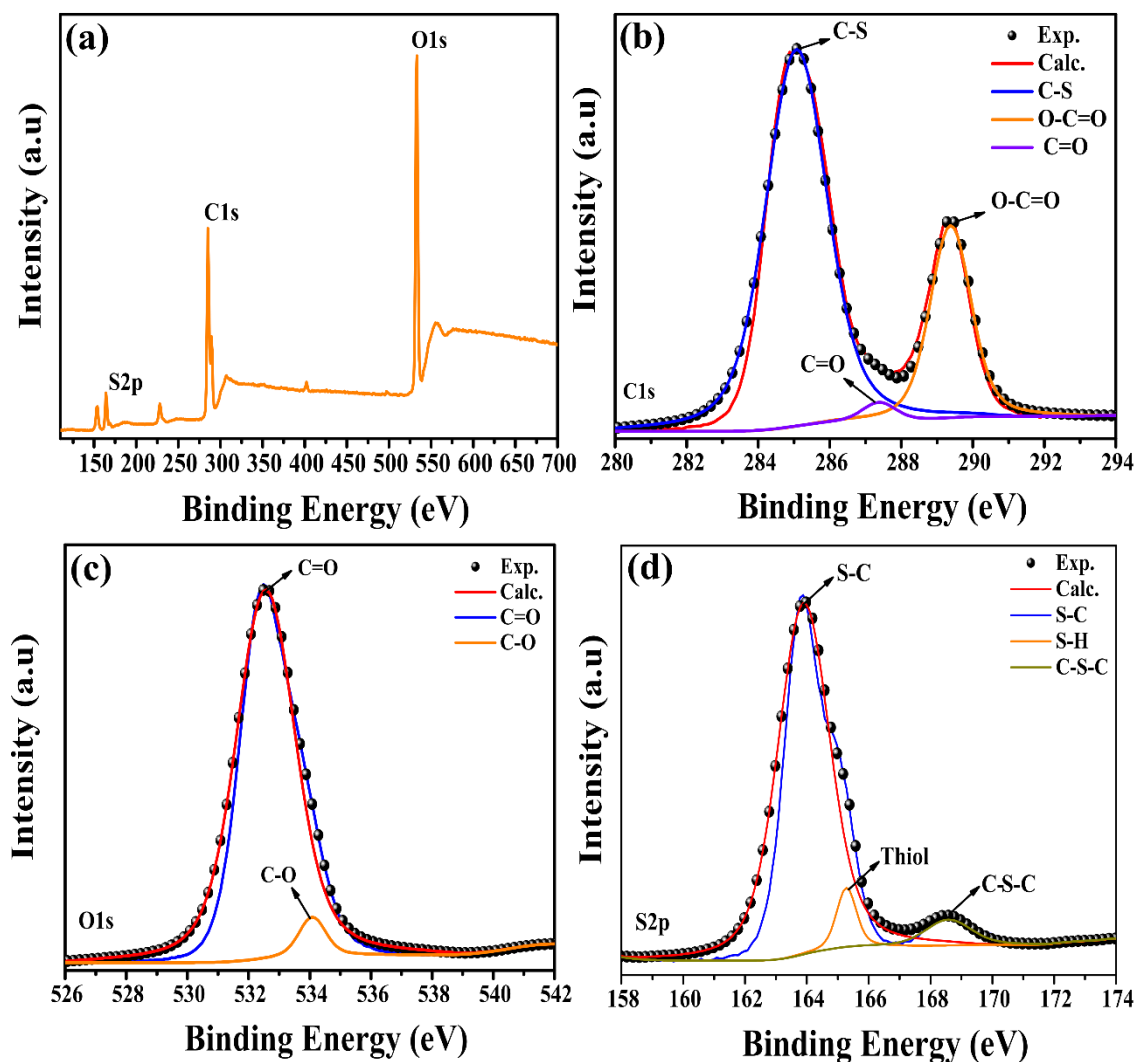 (a)
O1s
C1s
S2p
Intensity (a.u)
150 200 250 300 350 400 450 500 550 600 650 700
Binding Energy (eV)
(b)
C-S
Exp.
Calc.
C-S
O-C=O
C=O
O-C=O
C=O
C1s
Intensity (a.u)
280 282 284 286 288 290 292 294
Binding Energy (eV)
(c)
C=O
Exp.
Calc.
C=O
C-O
C-O
O1s
Intensity (a.u)
526 528 530 532 534 536 538 540 542
Binding Energy (eV)
(d)
S-C
Exp.
Calc.
S-C
S-H
C-S-C
Thiol
C-S-C
S2p
Intensity (a.u)
158 160 162 164 166 168 170 172 174
Binding Energy (eV)